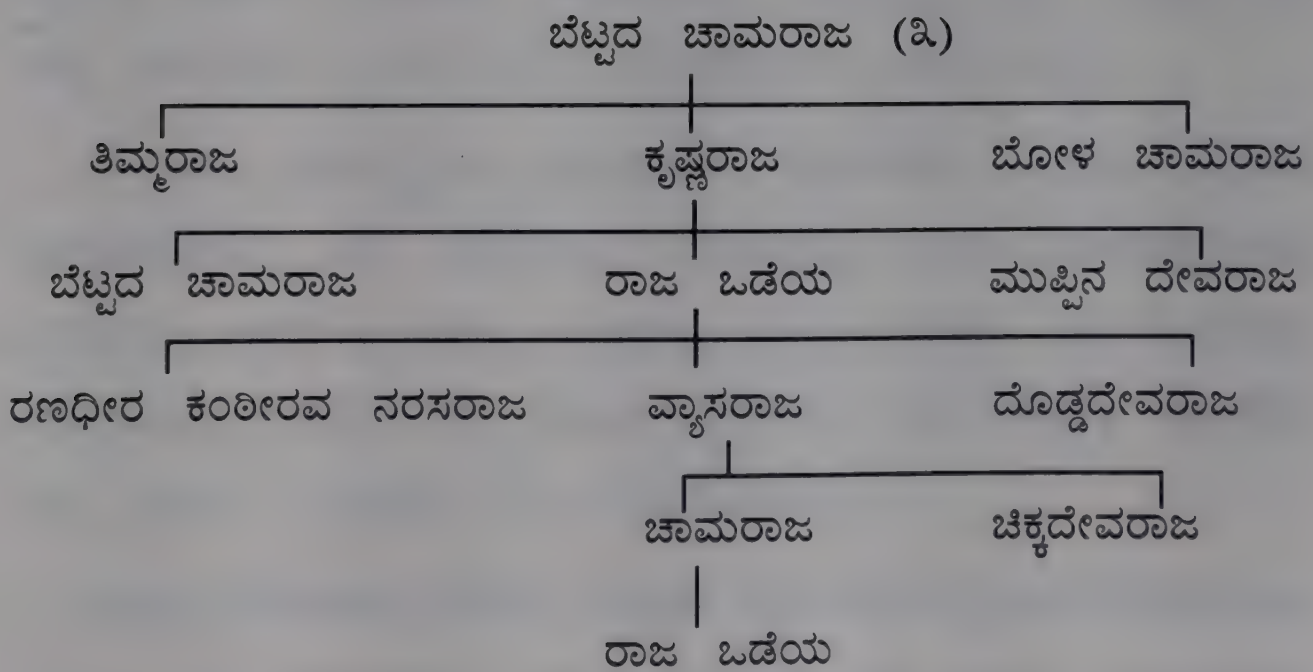 ಬೆಟ್ಟದ ಚಾಮರಾಜ (೩)
ತಿಮ್ಮರಾಜ ಕೃಷ್ಣರಾಜ ಬೋಳ ಚಾಮರಾಜ
ಬೆಟ್ಟದ ಚಾಮರಾಜ ರಾಜ ಒಡೆಯ ಮುಪ್ಪಿನ ದೇವರಾಜ
ರಣಧೀರ ಕಂಠೀರವ ನರಸರಾಜ ವ್ಯಾಸರಾಜ ದೊಡ್ಡದೇವರಾಜ
ಚಾಮರಾಜ ಚಿಕ್ಕದೇವರಾಜ
ರಾಜ ಒಡೆಯ